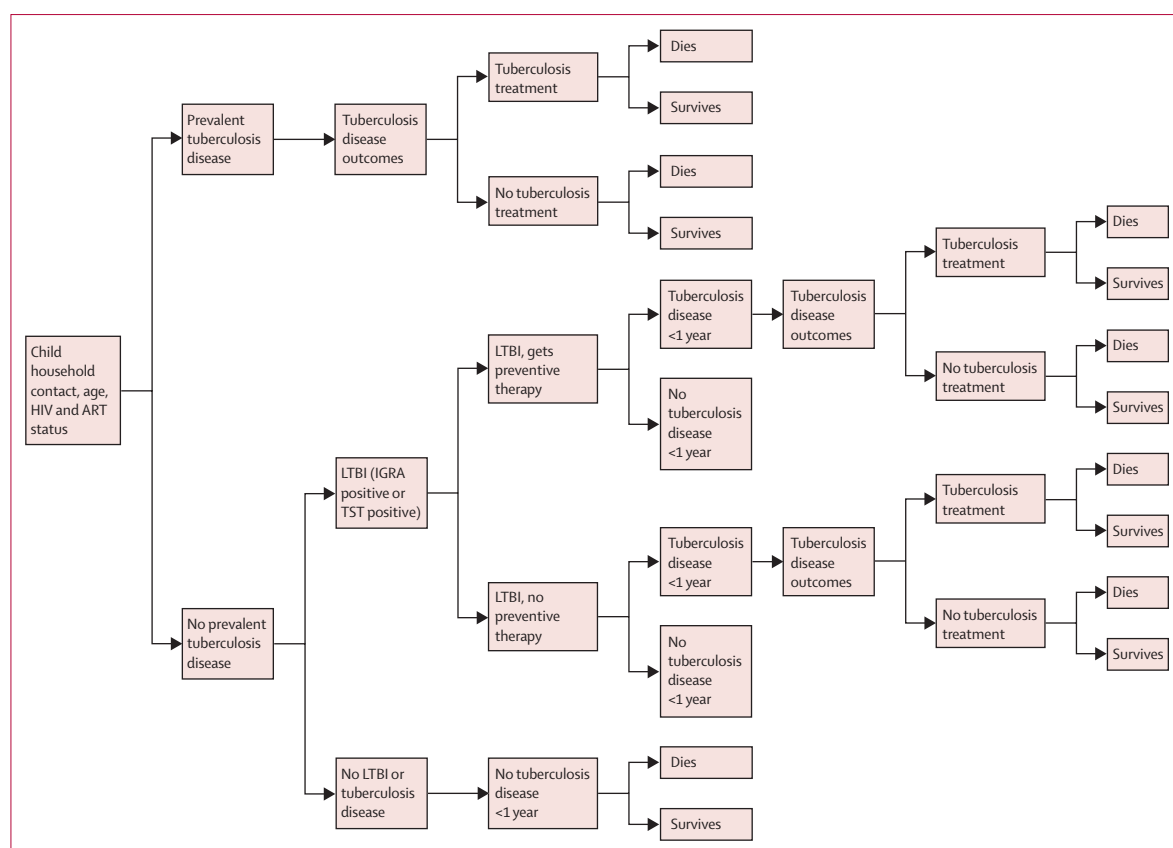 Child
household
contact, age,
HIV and ART
status
Prevalent
tuberculosis
disease
Tuberculosis
disease
outcomes
Tuberculosis
treatment
Dies
Survives
No tuberculosis
treatment
Dies
Survives
No prevalent
tuberculosis
disease
LTBI (IGRA
positive or
TST positive)
LTBI, gets
preventive
therapy
Tuberculosis
disease
<1 year
Tuberculosis
disease
outcomes
Tuberculosis
treatment
Dies
Survives
No tuberculosis
treatment
Dies
Survives
No
tuberculosis
disease
<1 year
LTBI, no
preventive
therapy
Tuberculosis
disease
<1 year
Tuberculosis
disease
outcomes
Tuberculosis
treatment
Dies
Survives
No tuberculosis
treatment
Dies
Survives
No
tuberculosis
disease
<1 year
No LTBI or
tuberculosis
disease
No tuberculosis
disease
<1 year
Dies
Survives